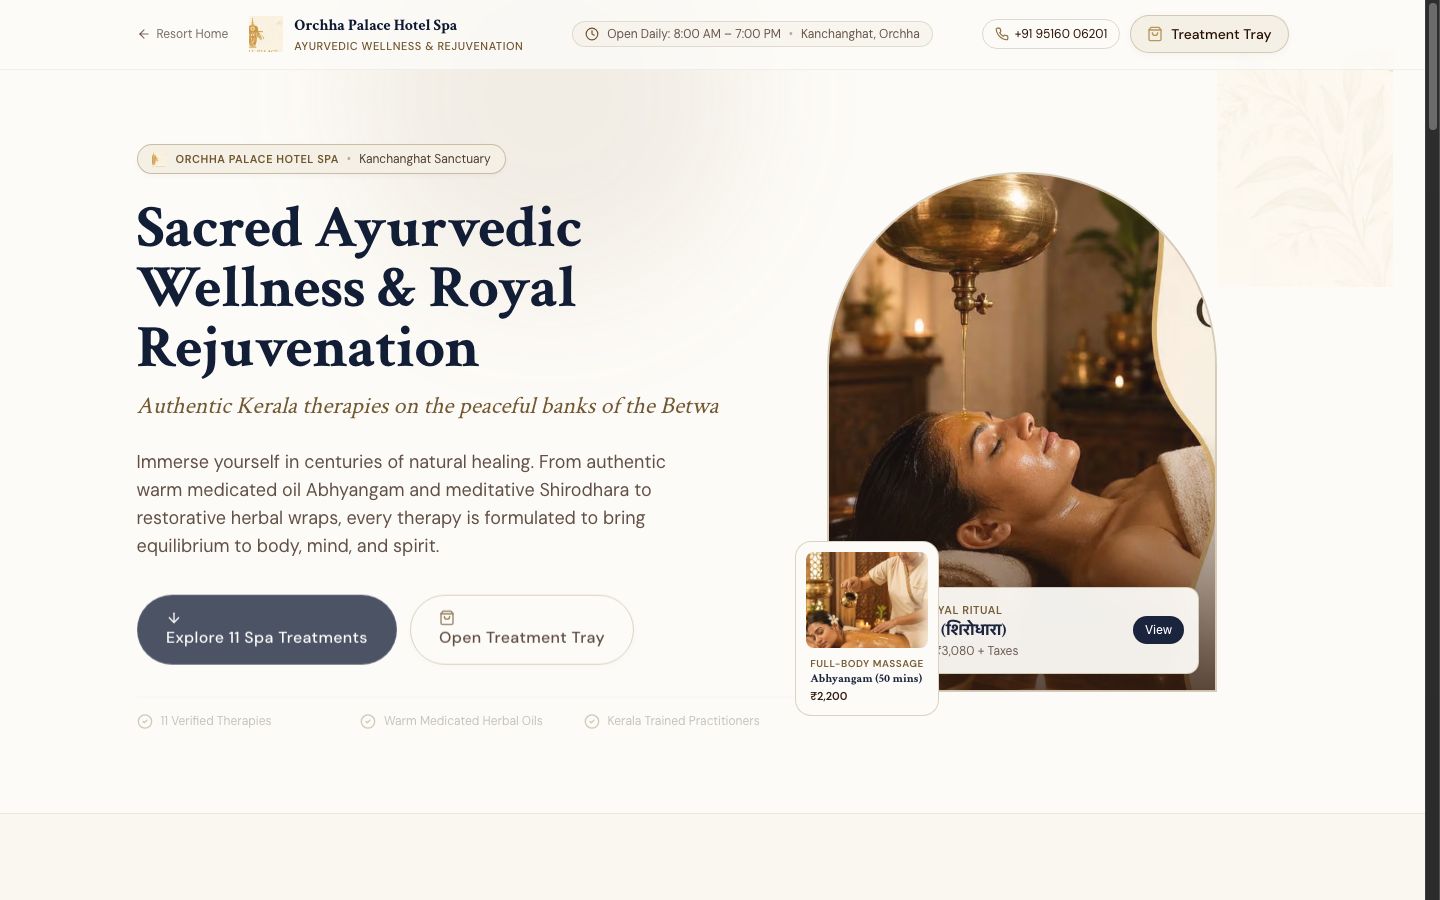 Resort Home
Orchha Palace Hotel Spa
AYURVEDIC WELLNESS & REJUVENATION
Open Daily: 8:00 AM – 7:00 PM • Kanchanghat, Orchha
+91 95160 06201
Treatment Tray
ORCHHA PALACE HOTEL SPA • Kanchanghat Sanctuary
Sacred Ayurvedic
Wellness & Royal
Rejuvenation
Authentic Kerala therapies on the peaceful banks of the Betwa
Immerse yourself in centuries of natural healing. From authentic
warm medicated oil Abhyangam and meditative Shirodhara to
restorative herbal wraps, every therapy is formulated to bring
equilibrium to body, mind, and spirit.
Explore 11 Spa Treatments
Open Treatment Tray
11 Verified Therapies
Warm Medicated Herbal Oils
Kerala Trained Practitioners
RITUAL
(शिरोधारा)
₹3,080 + Taxes
View
FULL-BODY MASSAGE
Abhyangam (50 mins)
₹2,200